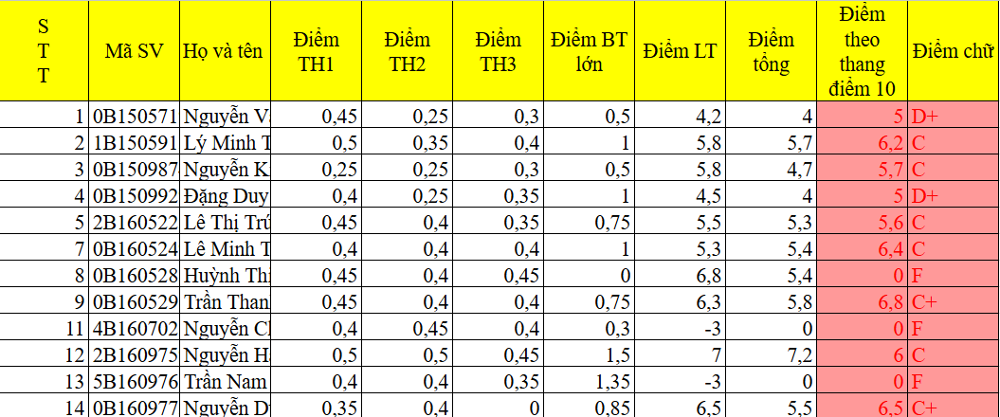 STT Mã SV Họ và tên Điểm TH1 Điểm TH2 Điểm TH3 Điểm BT lớn Điểm LT Điểm tổng Điểm theo thang điểm 10 Điểm chữ
1 0B150571 Nguyễn 0,45 0,25 0,3 0,5 4,2 4 5 D+
2 1B150591 Lý Minh 0,5 0,35 0,4 1 5,8 5,7 6,2 C
3 0B150987 Nguyễn 0,25 0,25 0,3 0,5 5,8 4,7 5,7 C
4 0B150992 Đặng Duy 0,4 0,25 0,35 1 4,5 4 5 D+
5 2B160522 Lê Thị 0,45 0,4 0,35 0,75 5,5 5,3 5,6 C
7 0B160524 Lê Minh 0,4 0,4 0,4 1 5,3 5,4 6,4 C
8 0B160528 Huỳnh 0,45 0,4 0,45 0 6,8 5,4 0 F
9 0B160529 Trần 0,45 0,4 0,4 0,75 6,3 5,8 6,8 C+
11 4B160702 Nguyễn 0,4 0,45 0,4 0,3 -3 0 0 F
12 2B160975 Nguyễn 0,5 0,5 0,45 1,5 7 7,2 6 C
13 5B160976 Trần Nam 0,4 0,4 0,35 1,35 -3 0 0 F
14 0B160977 Nguyễn 0,35 0,4 0 0,85 6,5 5,5 6,5 C+